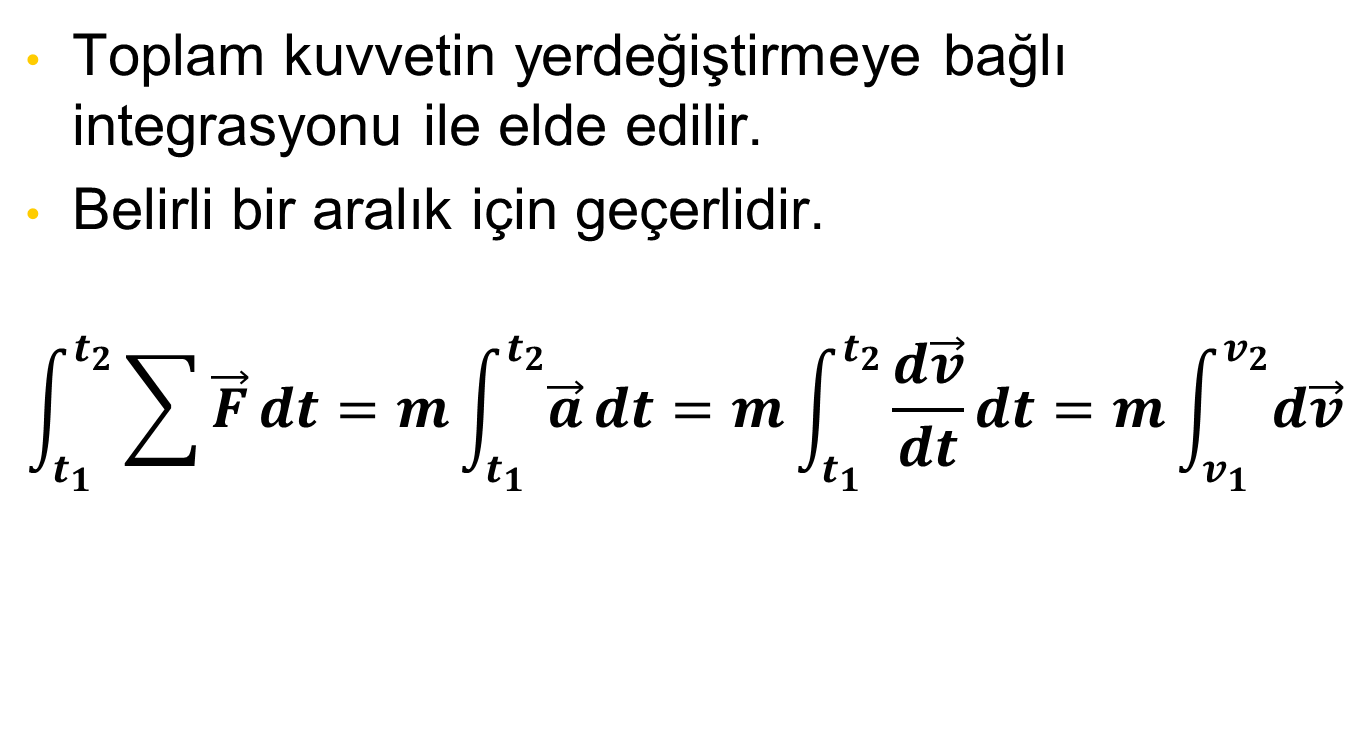 • Toplam kuvvetin yerdeğiştirmeye bağlı
integrasyonu ile elde edilir.
• Belirli bir aralık için geçerlidir.
∫_{t₁}^{t₂} ∑ F⃗ dt = m ∫_{t₁}^{t₂} a⃗ dt = m ∫_{t₁}^{t₂} dv⃗/dt dt = m ∫_{v₁}^{v₂} dv⃗